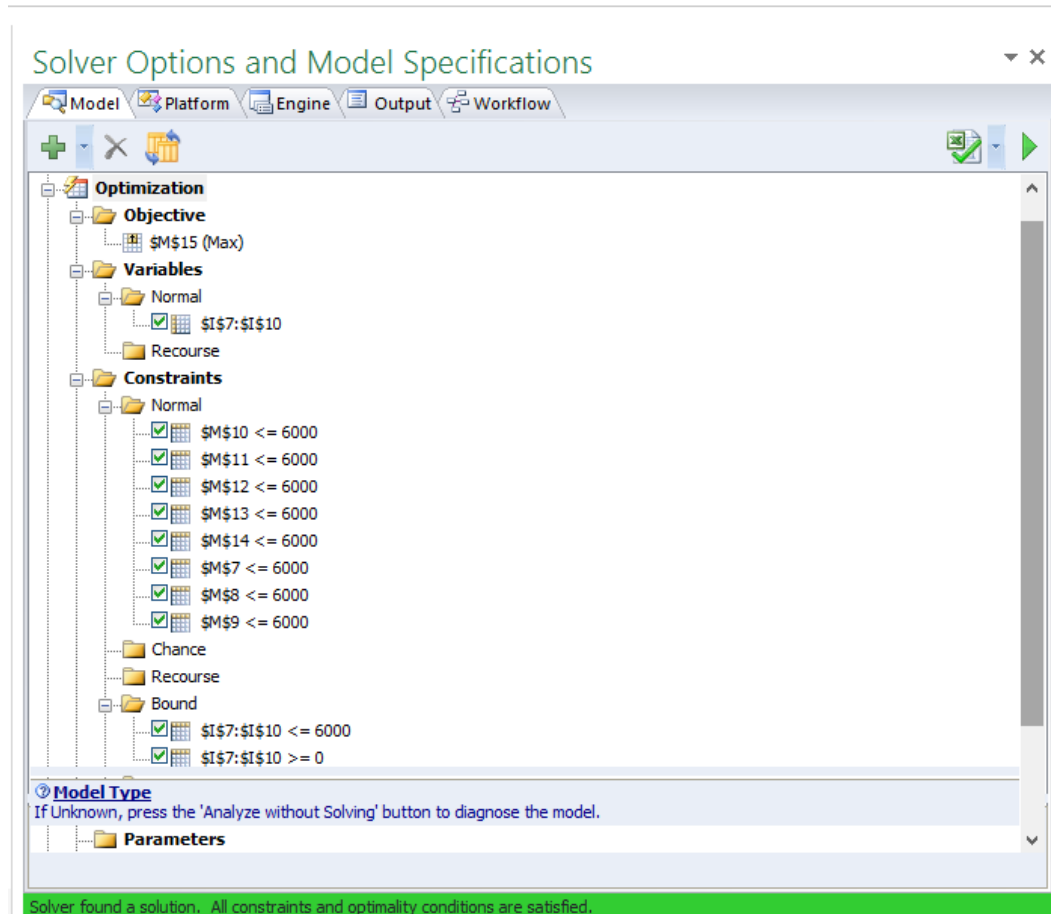 Solver Options and Model Specifications
Model Platform Engine Output Workflow
Optimization
Objective
$M$15 (Max)
Variables
Normal
$I$7:$I$10
Recourse
Constraints
Normal
$M$10 <= 6000
$M$11 <= 6000
$M$12 <= 6000
$M$13 <= 6000
$M$14 <= 6000
$M$7 <= 6000
$M$8 <= 6000
$M$9 <= 6000
Chance
Recourse
Bound
$I$7:$I$10 <= 6000
$I$7:$I$10 >= 0
Model Type
If Unknown, press the 'Analyze without Solving' button to diagnose the model.
Parameters
Solver found a solution. All constraints and optimality conditions are satisfied.